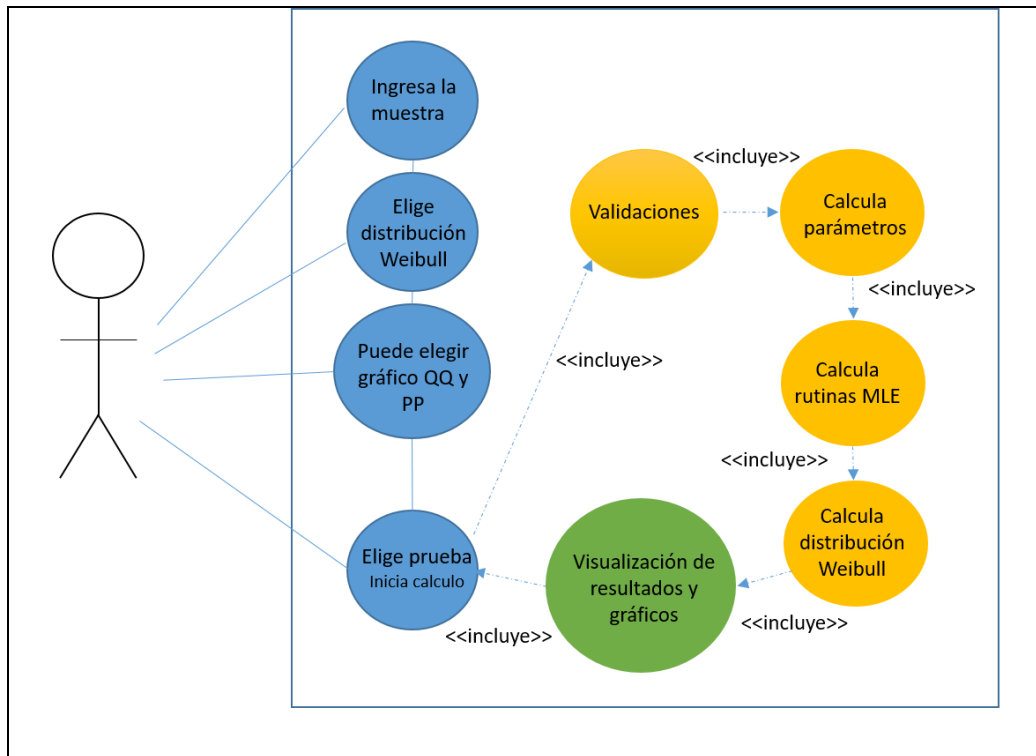 Ingresa la
muestra
Elige
distribución
Weibull
Puede elegir
gráfico QQ y
PP
Elige prueba
Inicia calculo
<<incluye>>
Validaciones
<<incluye>>
Calcula
parámetros
<<incluye>>
Calcula
rutinas MLE
<<incluye>>
Calcula
distribución
Weibull
<<incluye>>
Visualización de
resultados y
gráficos
<<incluye>>